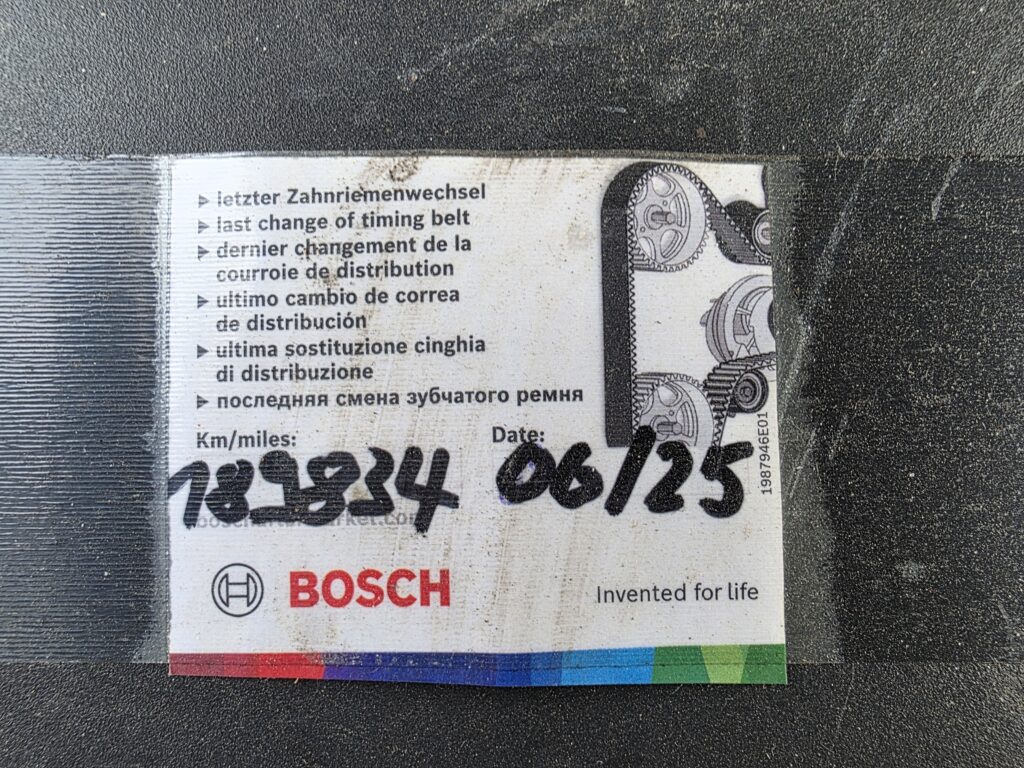 ▸ letzter Zahnriemenwechsel
▸ last change of timing belt
▸ dernier changement de la
courroie de distribution
▸ ultimo cambio de correa
de distribución
▸ ultima sostituzione cinghia
di distribuzione
▸ последняя смена зубчатого ремня
Km/miles:
Date:
06/25
1987946E01
BOSCH
Invented for life